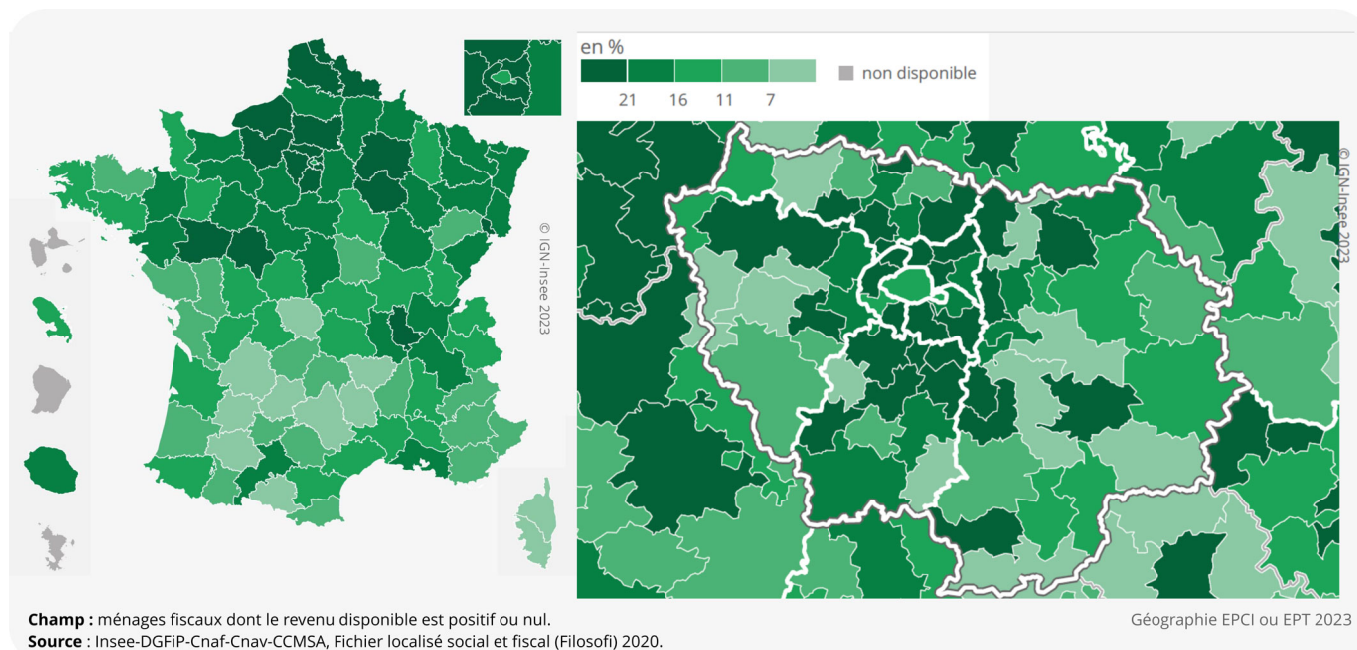 en %
21 16 11 7
non disponible
© IGN-Insee 2023
© IGN-Insee 2023
Champ : ménages fiscaux dont le revenu disponible est positif ou nul.
Source : Insee-DGFiP-Cnaf-Cnav-CCMSA, Fichier localisé social et fiscal (Filosofi) 2020.
Géographie EPCI ou EPT 2023